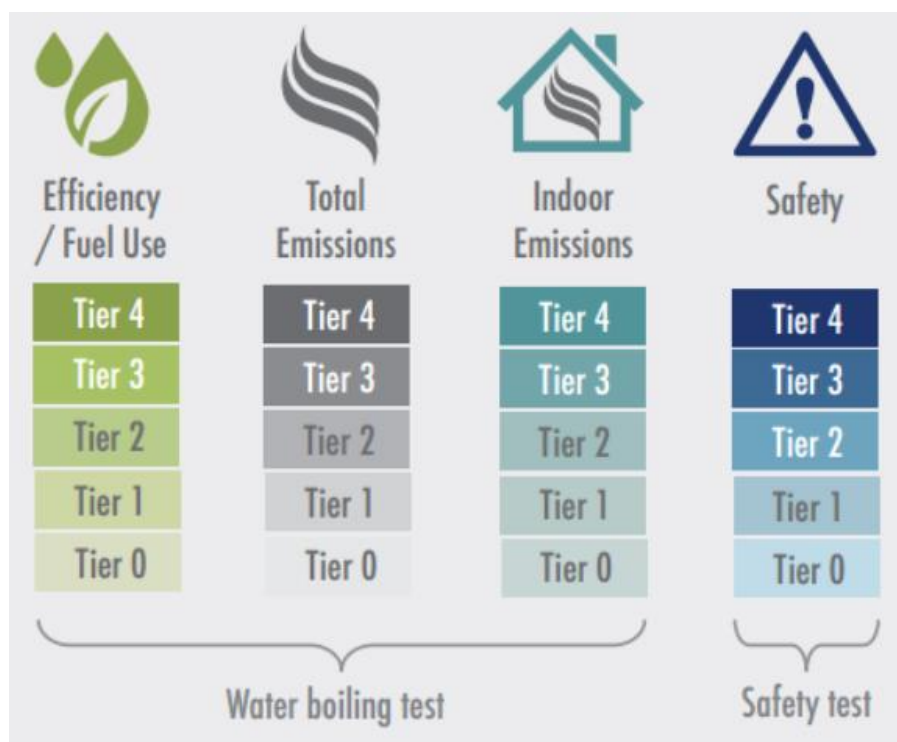 Efficiency
/ Fuel Use
Total
Emissions
Indoor
Emissions
Safety
Tier 4
Tier 3
Tier 2
Tier 1
Tier 0
Tier 4
Tier 3
Tier 2
Tier 1
Tier 0
Tier 4
Tier 3
Tier 2
Tier 1
Tier 0
Tier 4
Tier 3
Tier 2
Tier 1
Tier 0
Water boiling test
Safety test